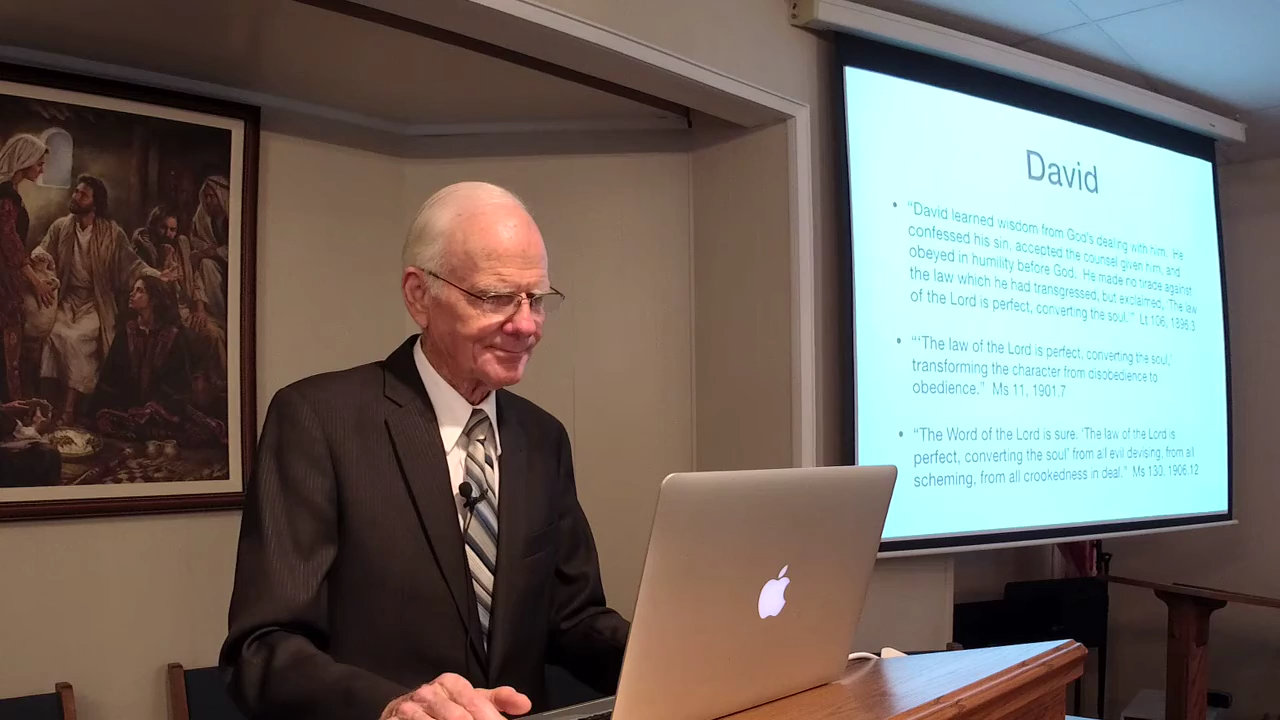 David
• “David learned wisdom from God's dealing with him. He
confessed his sin, accepted the counsel given him, and
obeyed in humility before God. He made no tirade against
the law which he had transgressed, but exclaimed, ‘The law
of the Lord is perfect, converting the soul.’” Lt 106, 1896.3
• “‘The law of the Lord is perfect, converting the soul,’
transforming the character from disobedience to
obedience.” Ms 11, 1901.7
• “The Word of the Lord is sure. ‘The law of the Lord is
perfect, converting the soul’ from all evil devising, from all
scheming, from all crookedness in deal.” Ms 130, 1906.12